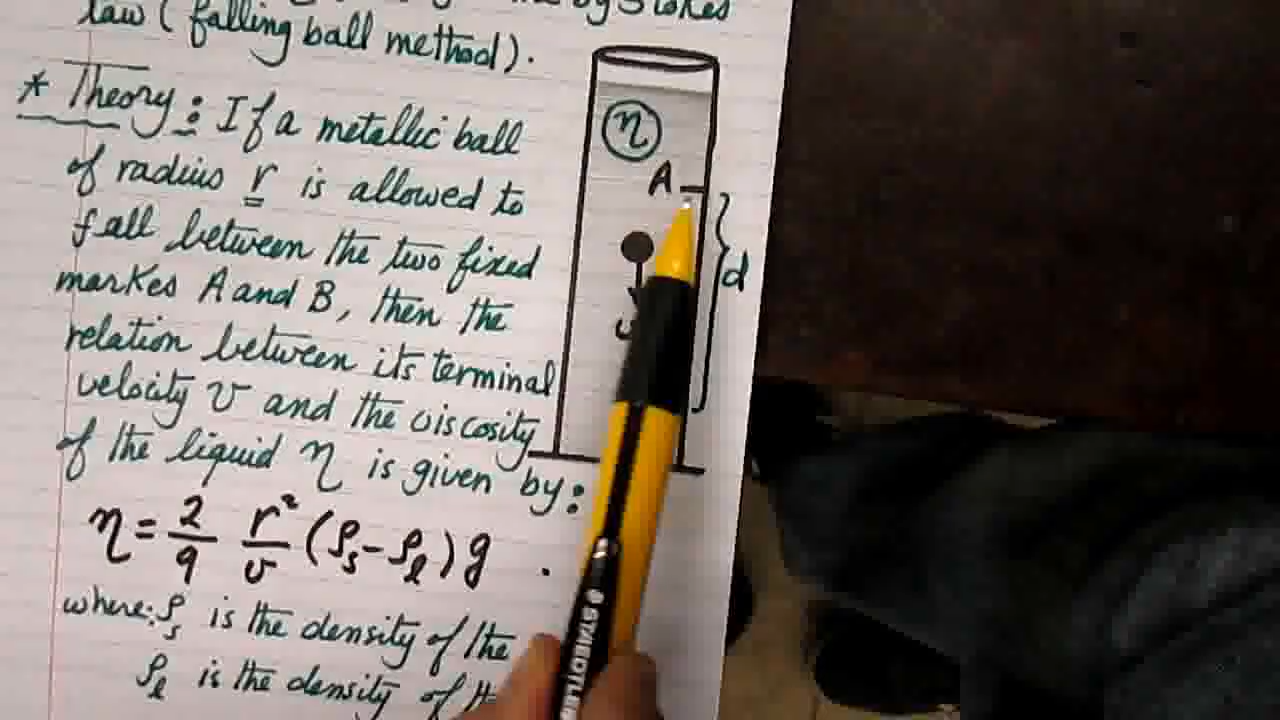 by Stokes
law (falling ball method).
* Theory: If a metallic ball
of radius r is allowed to
fall between the two fixed
markes A and B, then the
relation between its terminal
velocity v and the viscosity
of the liquid η is given by:
η = 2/9 r²/v (ρs - ρl) g .
where: ρs is the density of the
ρl is the density of
η
A
d
STAEDTLER